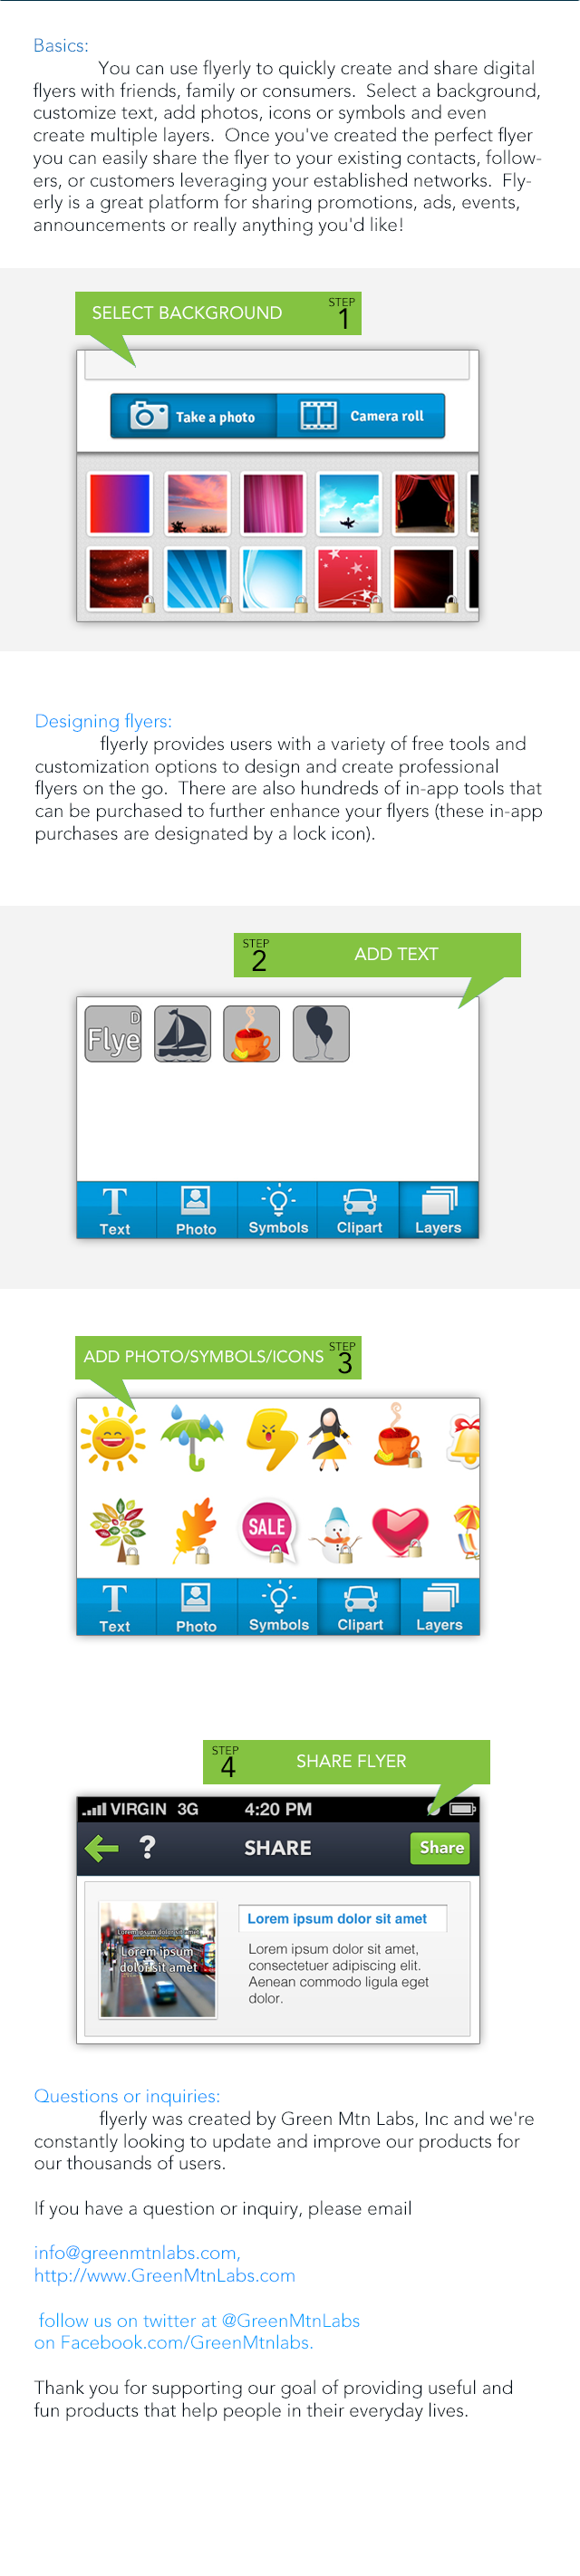 Basics:
You can use flyerly to quickly create and share digital
flyers with friends, family or consumers.  Select a background,
customize text, add photos, icons or symbols and even
create multiple layers.  Once you've created the perfect flyer
you can easily share the flyer to your existing contacts, follow-
ers, or customers leveraging your established networks.  Fly-
erly is a great platform for sharing promotions, ads, events,
announcements or really anything you'd like!
SELECT BACKGROUND
STEP
1
Take a photo
Camera roll
Designing flyers:
flyerly provides users with a variety of free tools and
customization options to design and create professional
flyers on the go.  There are also hundreds of in-app tools that
can be purchased to further enhance your flyers (these in-app
purchases are designated by a lock icon).
STEP
2
ADD TEXT
D
Flye
Text Photo Symbols Clipart Layers
ADD PHOTO/SYMBOLS/ICONS
STEP
3
SALE
Text Photo Symbols Clipart Layers
STEP
4
SHARE FLYER
VIRGIN 3G 4:20 PM
? SHARE Share
Lorem ipsum dolor sit amet
Lorem ipsum
dolor sit amet
Lorem ipsum dolor sit amet
Lorem ipsum dolor sit amet,
consectetuer adipiscing elit.
Aenean commodo ligula eget
dolor.
Questions or inquiries:
flyerly was created by Green Mtn Labs, Inc and we're
constantly looking to update and improve our products for
our thousands of users.
If you have a question or inquiry, please email
info@greenmtnlabs.com,
http://www.GreenMtnLabs.com
follow us on twitter at @GreenMtnLabs
on Facebook.com/GreenMtnlabs.
Thank you for supporting our goal of providing useful and
fun products that help people in their everyday lives.